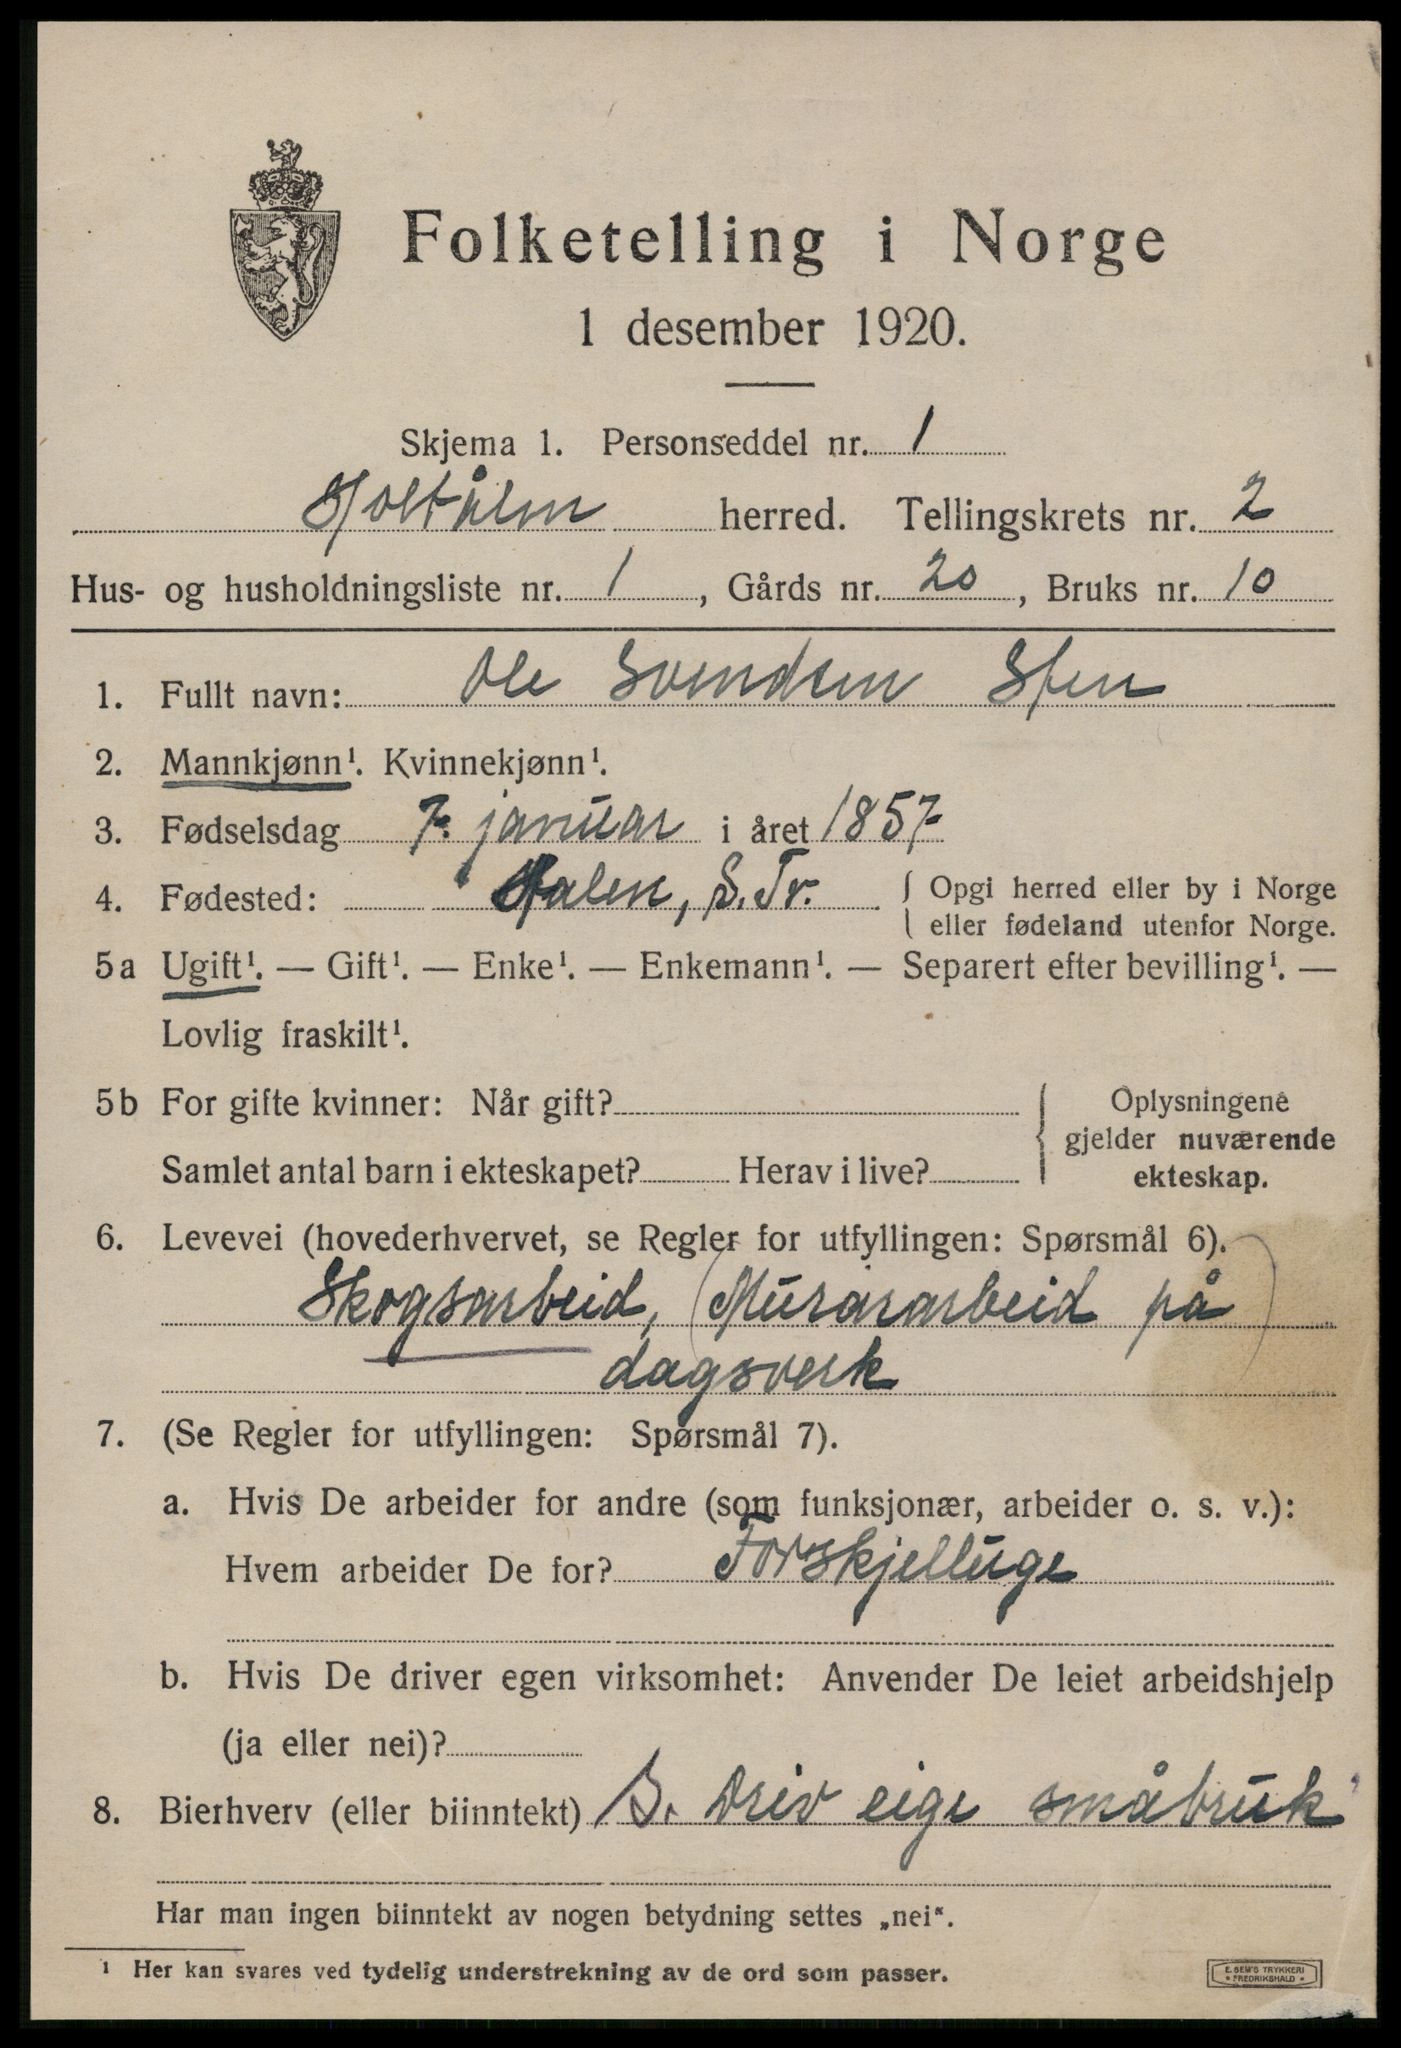 Folketelling i Norge
1 desember 1920.
Skjema 1. Personseddel nr. 1
Holtålen herred. Tellingskrets nr. 2
Hus- og husholdningsliste nr. 1, Gårds nr. 20, Bruks nr. 10
1. Fullt navn: Ole Svendsen Sten
2. Mannkjønn¹. Kvinnekjønn¹.
3. Fødselsdag 7. januar i året 1857
4. Fødested: Ålen, S. Tr. { Opgi herred eller by i Norge
eller fødeland utenfor Norge.
5a Ugift¹. — Gift¹. — Enke¹. — Enkemann¹. — Separert efter bevilling¹. —
Lovlig fraskilt¹.
5b For gifte kvinner: Når gift? { Oplysningene
gjelder nuværende
Samlet antal barn i ekteskapet? Herav i live? ekteskap.
6. Levevei (hovederhvervet, se Regler for utfyllingen: Spørsmål 6).
Skogsarbeid, (Murararbeid på)
dagsverk
7. (Se Regler for utfyllingen: Spørsmål 7).
a. Hvis De arbeider for andre (som funksjonær, arbeider o. s. v.):
Hvem arbeider De for? Forskjelluge
b. Hvis De driver egen virksomhet: Anvender De leiet arbeidshjelp
(ja eller nei)?
8. Bierhverv (eller biinntekt) S. Driv eige småbruk
Har man ingen biinntekt av nogen betydning settes „nei“.
¹ Her kan svares ved tydelig understrekning av de ord som passer.
E. SEM'S TRYKKERI
FREDRIKSHALD